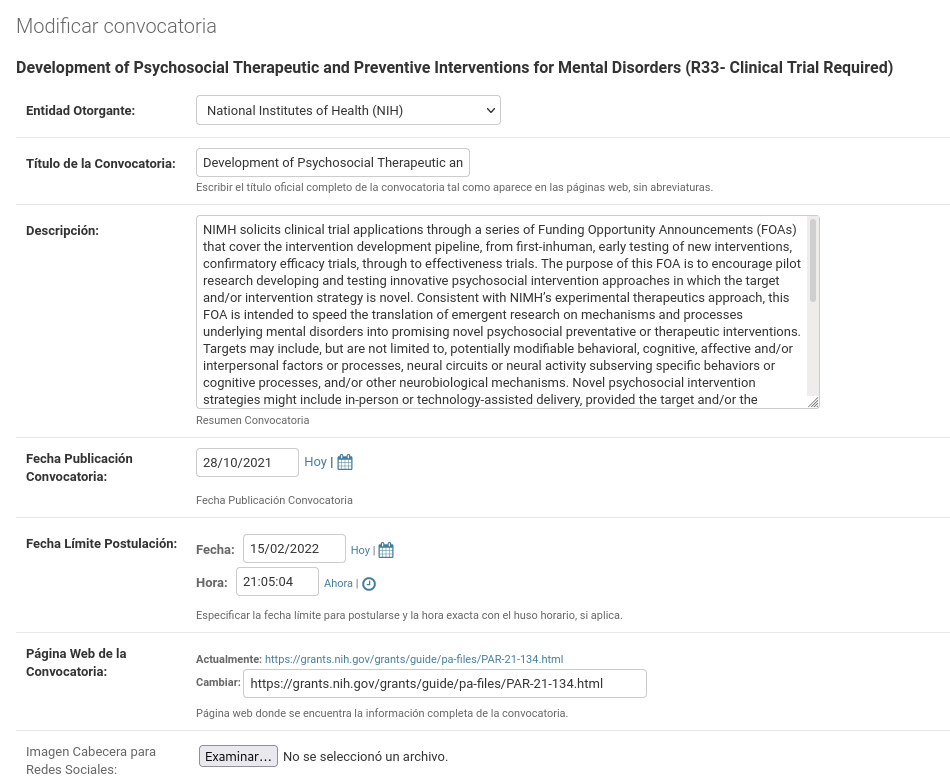 Modificar convocatoria
Development of Psychosocial Therapeutic and Preventive Interventions for Mental Disorders (R33- Clinical Trial Required)
Entidad Otorgante:
National Institutes of Health (NIH)
Título de la Convocatoria:
Development of Psychosocial Therapeutic an
Escribir el título oficial completo de la convocatoria tal como aparece en las páginas web, sin abreviaturas.
Descripción:
NIMH solicits clinical trial applications through a series of Funding Opportunity Announcements (FOAs)
that cover the intervention development pipeline, from first-inhuman, early testing of new interventions,
confirmatory efficacy trials, through to effectiveness trials. The purpose of this FOA is to encourage pilot
research developing and testing innovative psychosocial intervention approaches in which the target
and/or intervention strategy is novel. Consistent with NIMH’s experimental therapeutics approach, this
FOA is intended to speed the translation of emergent research on mechanisms and processes
underlying mental disorders into promising novel psychosocial preventative or therapeutic interventions.
Targets may include, but are not limited to, potentially modifiable behavioral, cognitive, affective and/or
interpersonal factors or processes, neural circuits or neural activity subserving specific behaviors or
cognitive processes, and/or other neurobiological mechanisms. Novel psychosocial intervention
strategies might include in-person or technology-assisted delivery, provided the target and/or the
Resumen Convocatoria
Fecha Publicación
Convocatoria:
28/10/2021 Hoy |
Fecha Publicación Convocatoria
Fecha Límite Postulación:
Fecha: 15/02/2022 Hoy |
Hora: 21:05:04 Ahora |
Especificar la fecha límite para postularse y la hora exacta con el huso horario, si aplica.
Página Web de la
Convocatoria:
Actualmente: https://grants.nih.gov/grants/guide/pa-files/PAR-21-134.html
Cambiar: https://grants.nih.gov/grants/guide/pa-files/PAR-21-134.html
Página web donde se encuentra la información completa de la convocatoria.
Imagen Cabecera para
Redes Sociales:
Examinar... No se seleccionó un archivo.